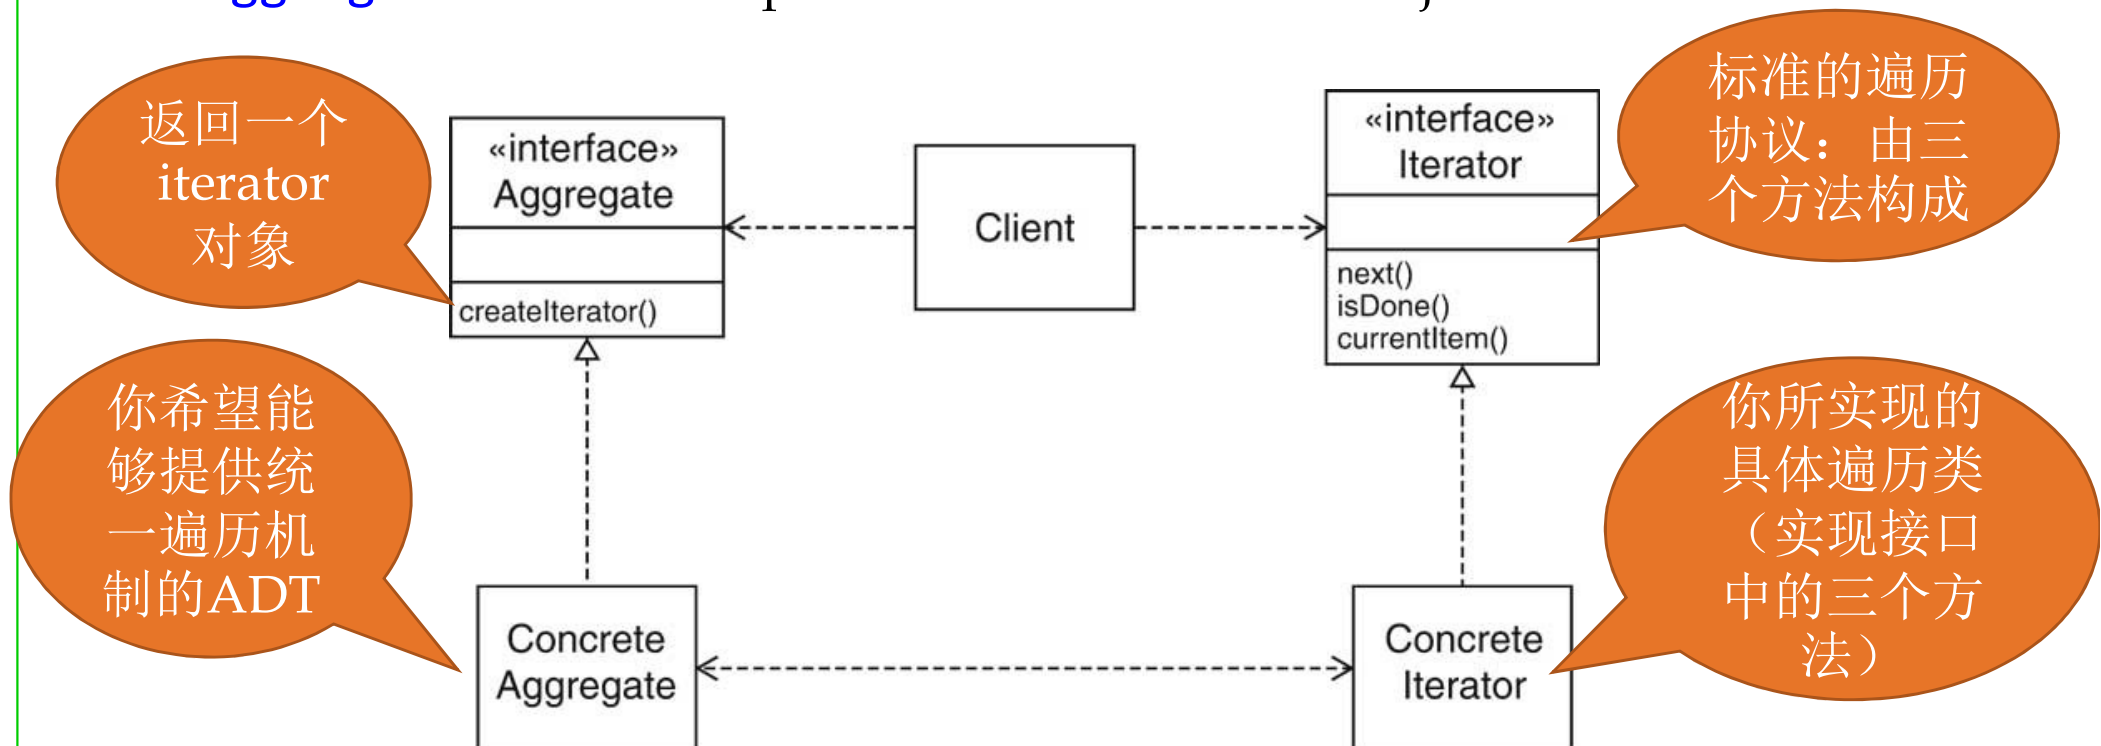 返回一个
iterator
对象
«interface»
Aggregate
createIterator()
Client
«interface»
Iterator
next()
isDone()
currentItem()
标准的遍历
协议：由三
个方法构成
你希望能
够提供统
一遍历机
制的ADT
Concrete
Aggregate
Concrete
Iterator
你所实现的
具体遍历类
（实现接口
中的三个方
法）